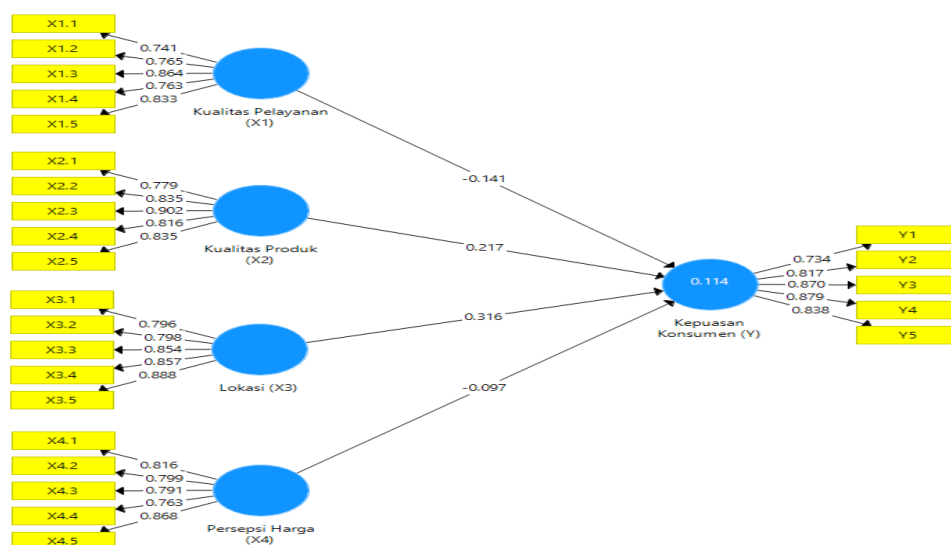 X1.1
X1.2
X1.3
X1.4
X1.5
0.741
0.765
0.864
0.763
0.833
Kualitas Pelayanan
(X1)
-0.141
X2.1
X2.2
X2.3
X2.4
X2.5
0.779
0.835
0.902
0.816
0.835
Kualitas Produk
(X2)
0.217
X3.1
X3.2
X3.3
X3.4
X3.5
0.796
0.798
0.854
0.857
0.888
Lokasi (X3)
0.316
X4.1
X4.2
X4.3
X4.4
X4.5
0.816
0.799
0.791
0.763
0.868
Persepsi Harga
(X4)
-0.097
0.114
Kepuasan
Konsumen (Y)
0.734
0.817
0.870
0.879
0.838
Y1
Y2
Y3
Y4
Y5